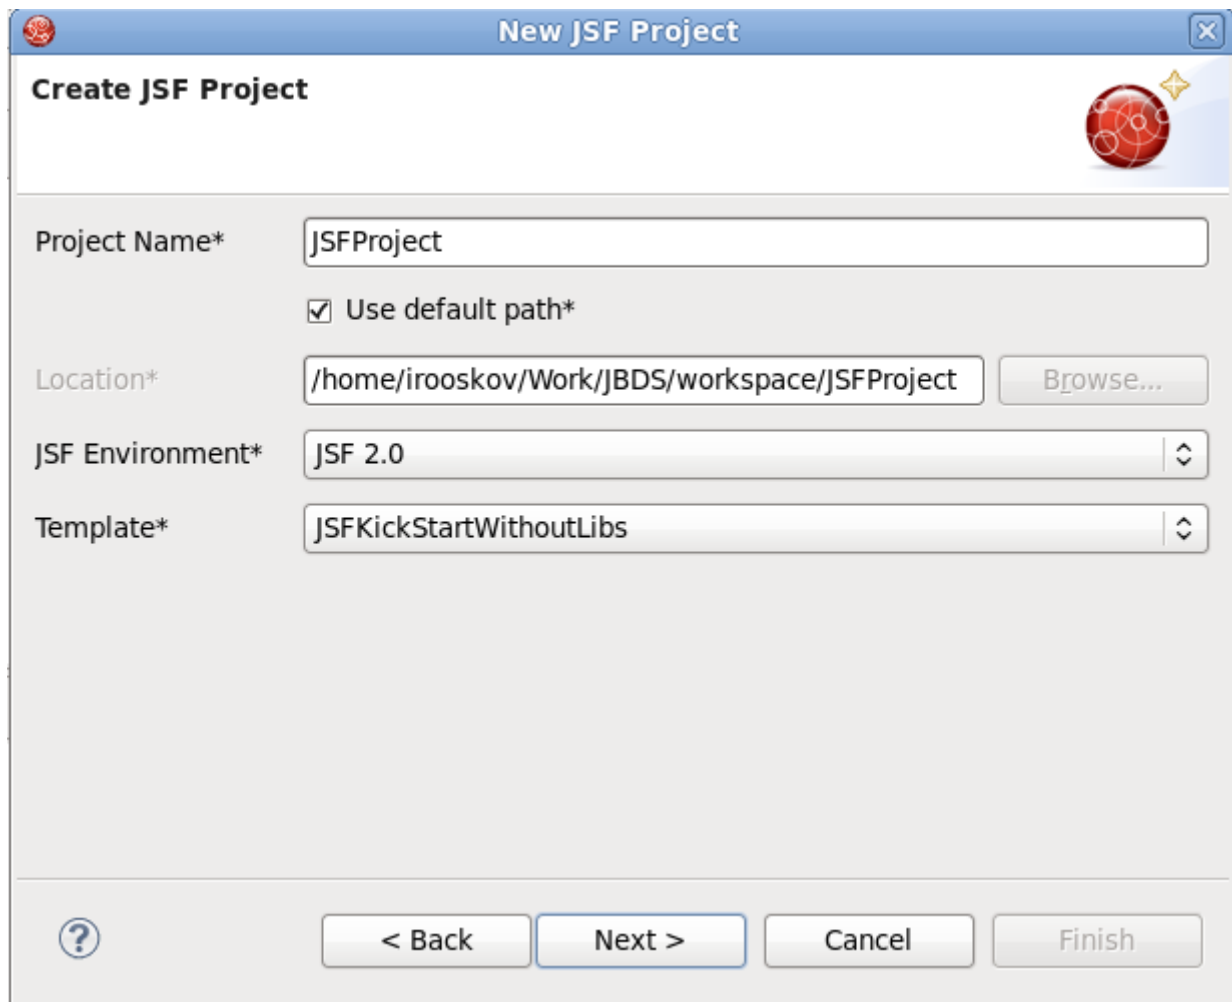 New JSF Project
Create JSF Project
Project Name* JSFProject
Use default path*
Location* /home/irooskov/Work/JBDS/workspace/JSFProject Browse...
JSF Environment* JSF 2.0
Template* JSFKickStartWithoutLibs
? < Back Next > Cancel Finish